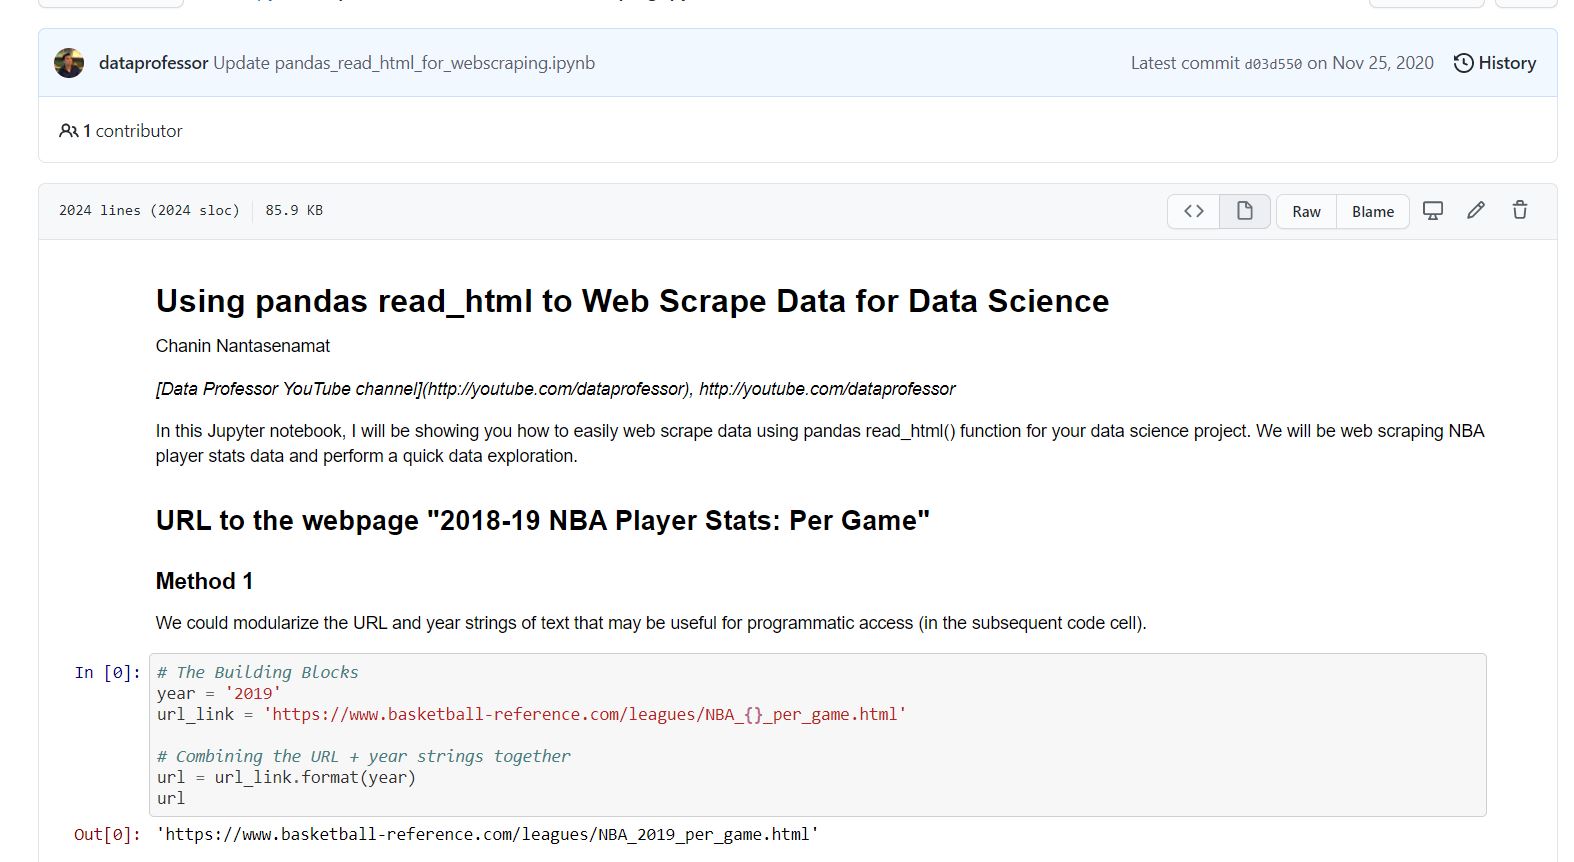 dataprofessor Update pandas_read_html_for_webscraping.ipynb Latest commit d03d550 on Nov 25, 2020 History
1 contributor
2024 lines (2024 sloc) 85.9 KB Raw Blame
Using pandas read_html to Web Scrape Data for Data Science
Chanin Nantasenamat
[Data Professor YouTube channel](http://youtube.com/dataprofessor), http://youtube.com/dataprofessor
In this Jupyter notebook, I will be showing you how to easily web scrape data using pandas read_html() function for your data science project. We will be web scraping NBA
player stats data and perform a quick data exploration.
URL to the webpage "2018-19 NBA Player Stats: Per Game"
Method 1
We could modularize the URL and year strings of text that may be useful for programmatic access (in the subsequent code cell).
In [0]: # The Building Blocks
year = '2019'
url_link = 'https://www.basketball-reference.com/leagues/NBA_{}_per_game.html'
# Combining the URL + year strings together
url = url_link.format(year)
url
Out[0]: 'https://www.basketball-reference.com/leagues/NBA_2019_per_game.html'